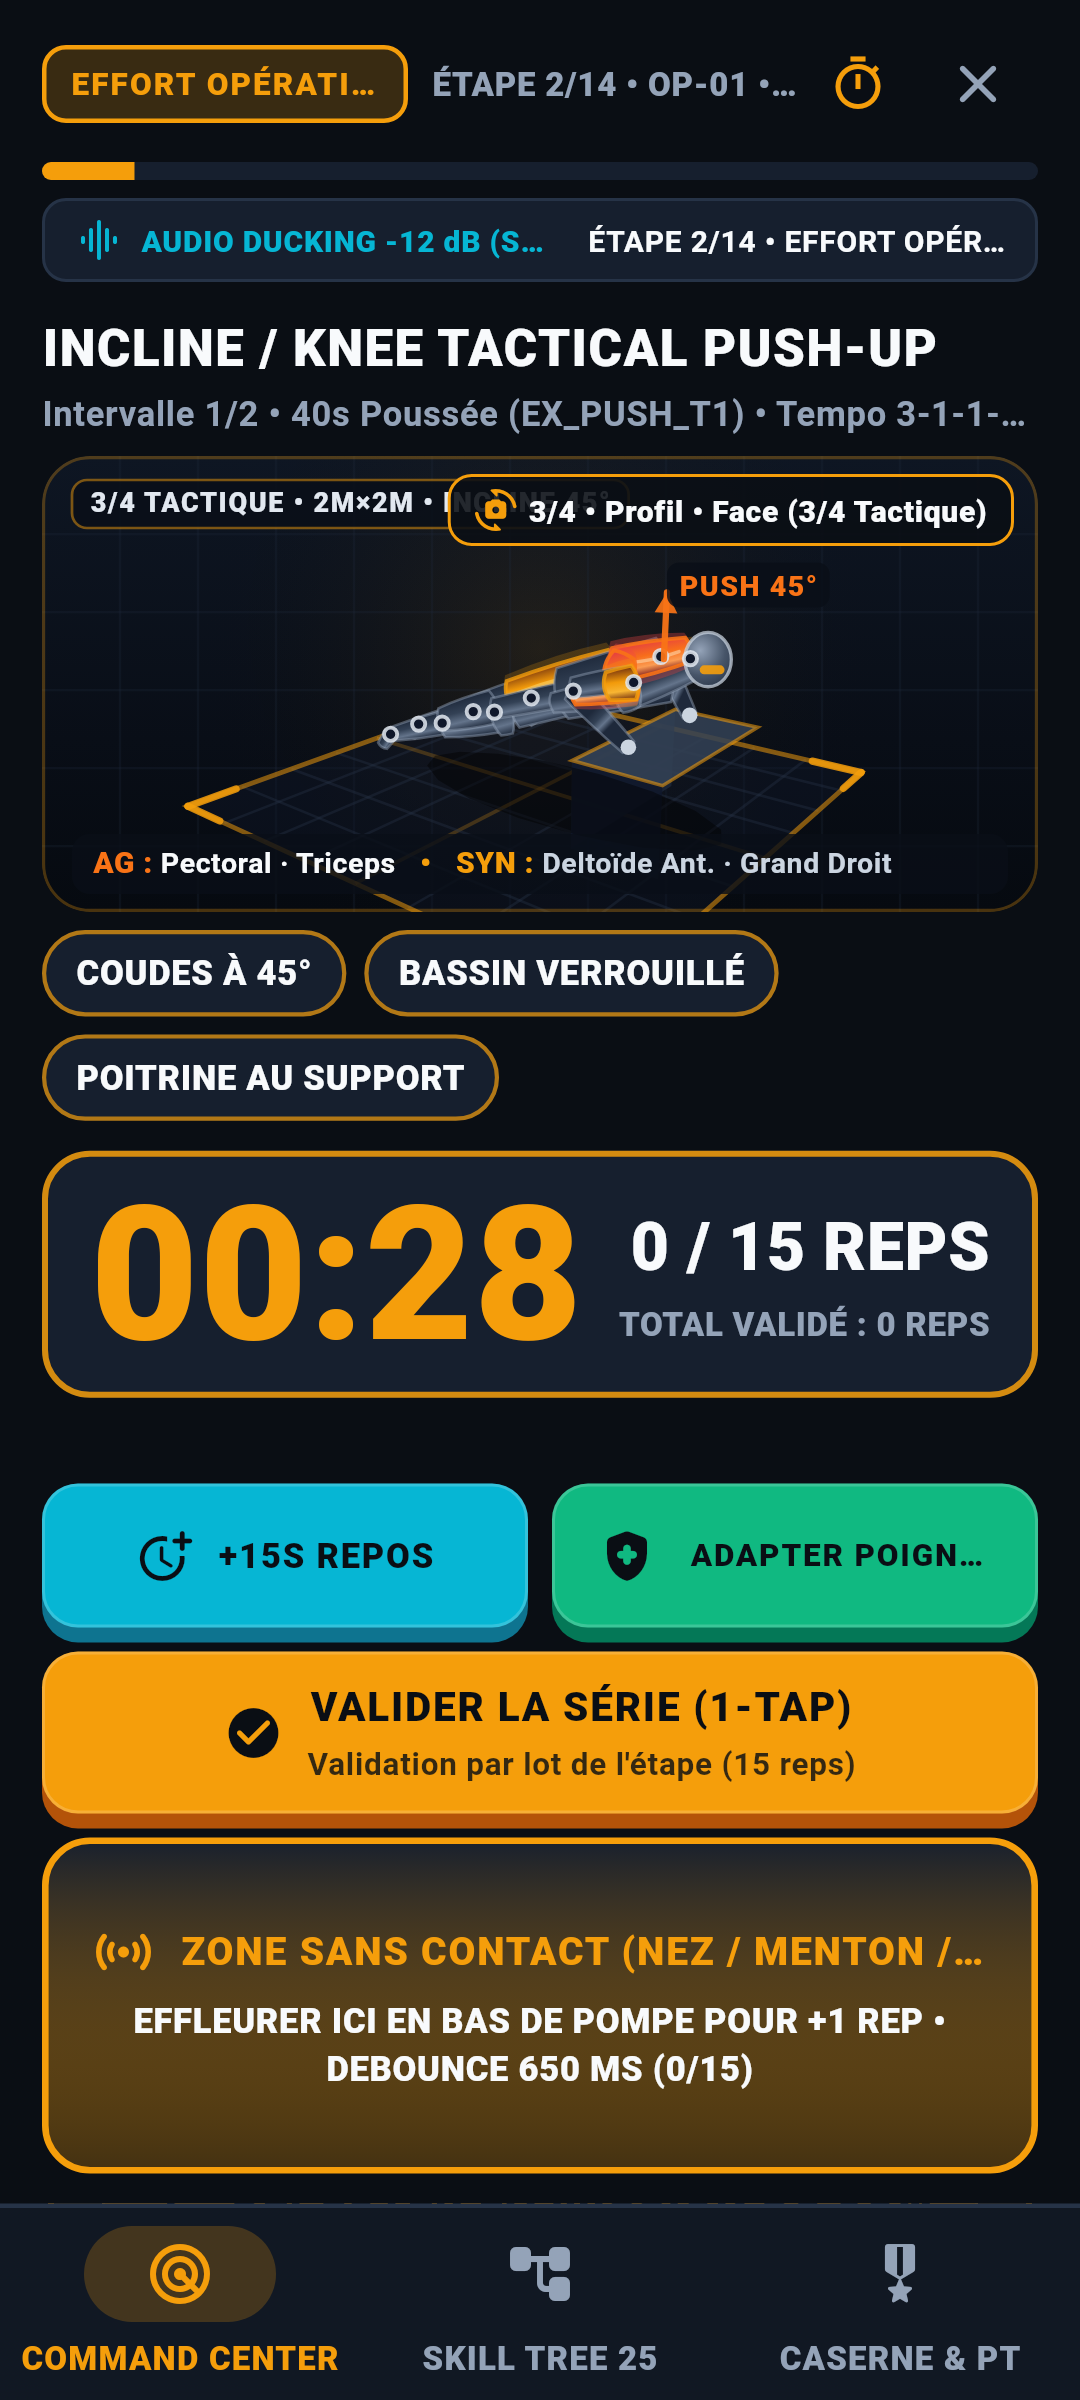 EFFORT OPÉRATI…
ÉTAPE 2/14 • OP-01 •…
AUDIO DUCKING -12 dB (S…
ÉTAPE 2/14 • EFFORT OPÉR…
INCLINE / KNEE TACTICAL PUSH-UP
Intervalle 1/2 • 40s Poussée (EX_PUSH_T1) • Tempo 3-1-1-…
3/4 TACTIQUE • 2M×2M • INCLINE 45°
3/4 • Profil • Face (3/4 Tactique)
PUSH 45°
AG : Pectoral · Triceps • SYN : Deltoïde Ant. · Grand Droit
COUDES À 45°
BASSIN VERROUILLÉ
POITRINE AU SUPPORT
00:28
0 / 15 REPS
TOTAL VALIDÉ : 0 REPS
+15S REPOS
ADAPTER POIGN…
VALIDER LA SÉRIE (1-TAP)
Validation par lot de l'étape (15 reps)
ZONE SANS CONTACT (NEZ / MENTON /…
EFFLEURER ICI EN BAS DE POMPE POUR +1 REP •
DEBOUNCE 650 MS (0/15)
COMMAND CENTER
SKILL TREE 25
CASERNE & PT